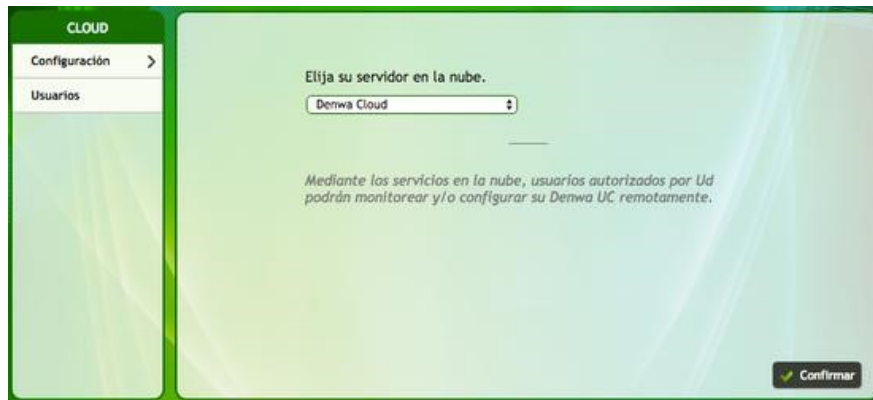 CLOUD
Configuración
Usuarios
Elija su servidor en la nube.
Denwa Cloud
Mediante los servicios en la nube, usuarios autorizados por Ud
podrán monitorear y/o configurar su Denwa UC remotamente.
Confirmar